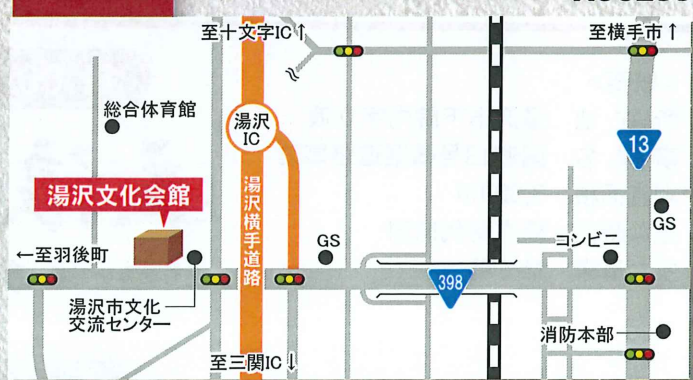 至十文字IC↑
至横手市↑
総合体育館
湯沢
IC
13
湯沢文化会館
湯沢横手道路
GS
GS
コンビニ
←至羽後町
398
湯沢市文化
交流センター
消防本部
至三関IC↓